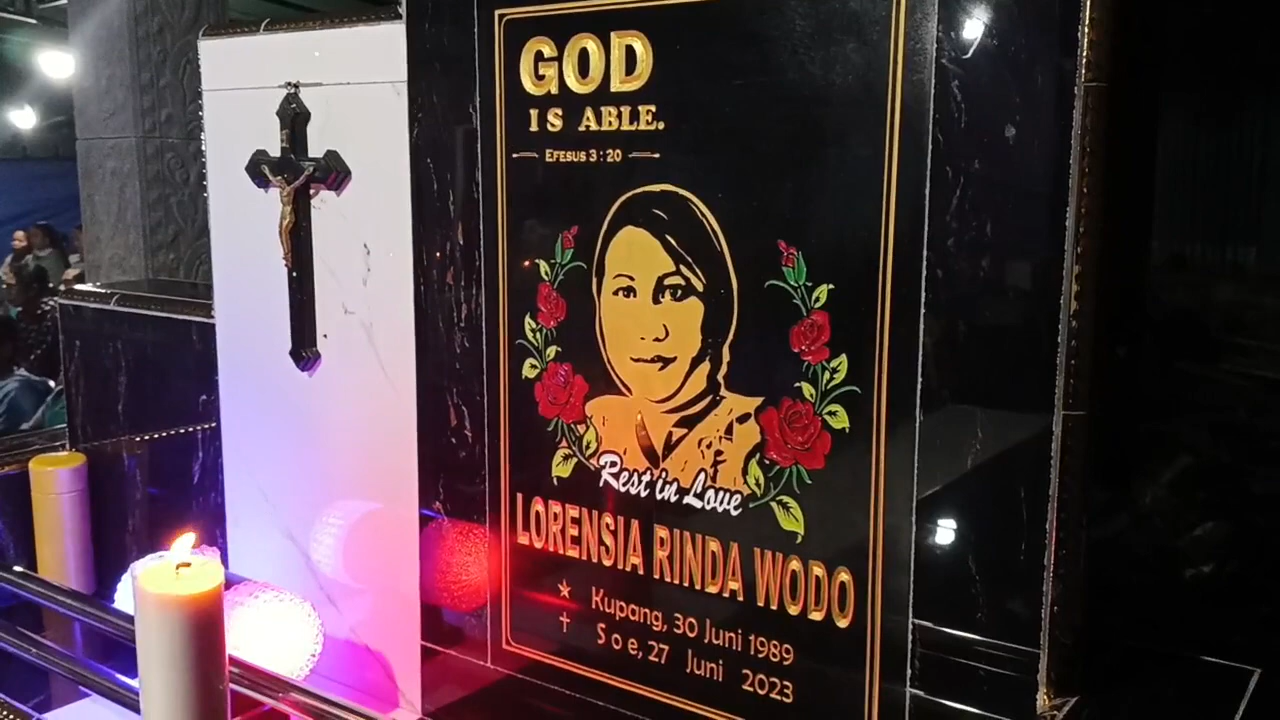 GOD
IS ABLE.
EFESUS 3 : 20
Rest in Love
LORENSIA RINDA WODO
Kupang, 30 Juni 1989
Soe, 27 Juni 2023